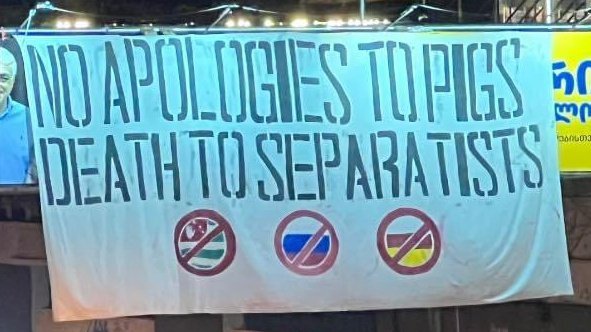 NO APOLOGIES TO PIGS
DEATH TO SEPARATISTS